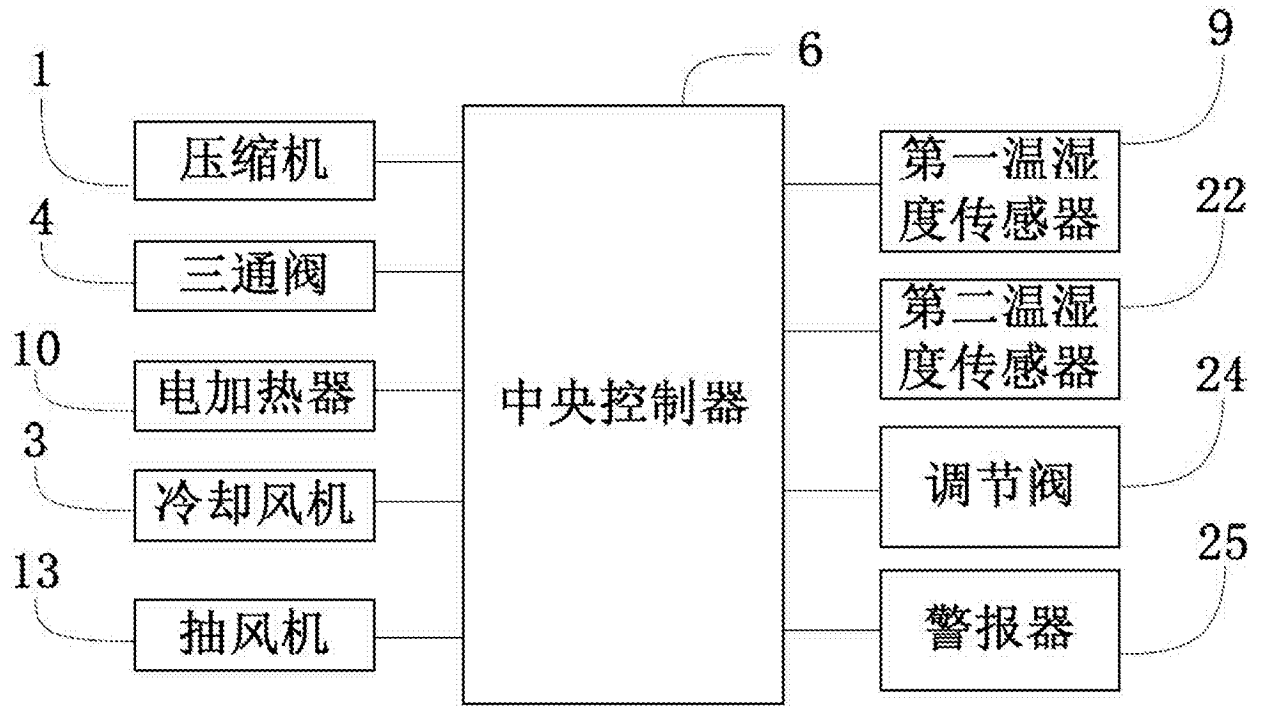 1
压缩机
4
三通阀
10
电加热器
3
冷却风机
13
抽风机
6
中央控制器
9
第一温湿
度传感器
22
第二温湿
度传感器
24
调节阀
25
警报器